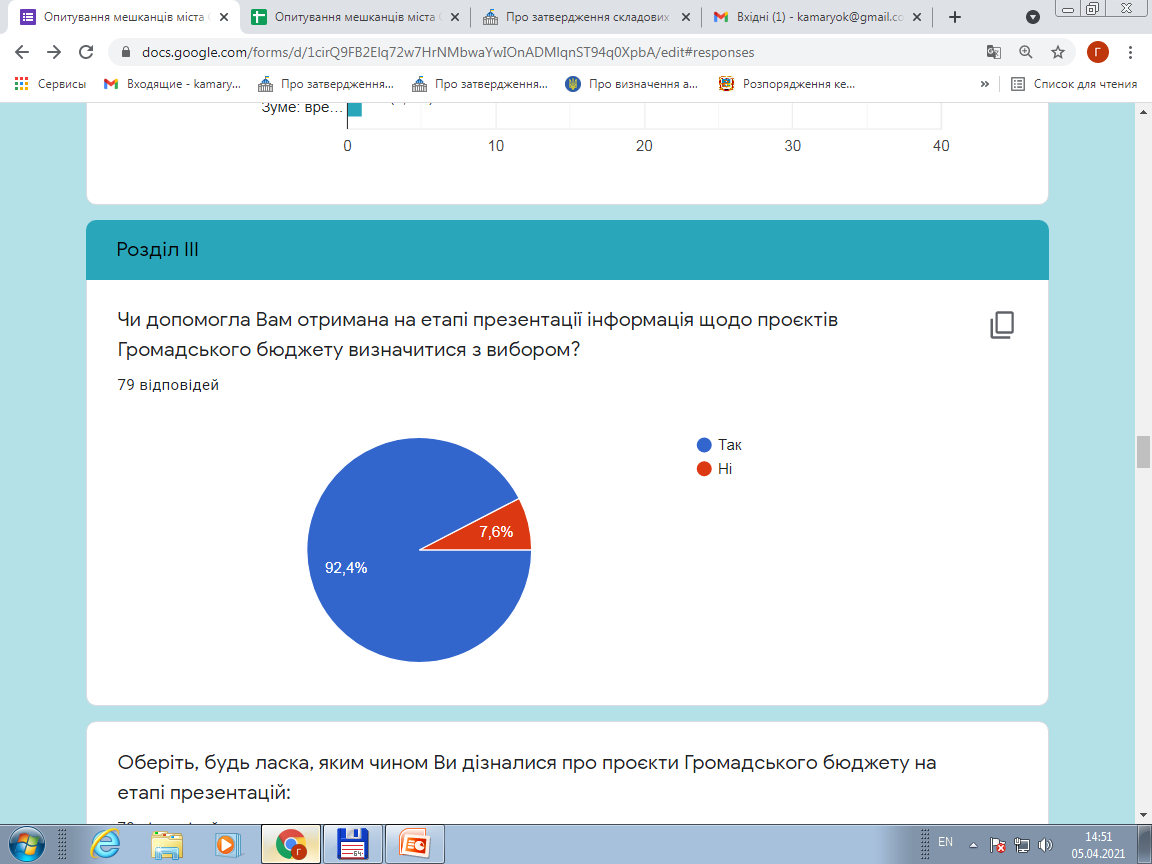 Опитування мешканців міста
Опитування мешканців міста
Про затвердження складових
Вхідні (1) - kamaryok@gmail.cc
docs.google.com/forms/d/1cirQ9FB2EIq72w7HrNMbwaYwIOnADMIqnST94q0XpbA/edit#responses
Г
Сервисы
Входящие - kamary...
Про затвердження...
Про затвердження...
Про визначення а...
Розпорядження ке...
»
Список для чтения
Зуме: вре...
0 10 20 30 40
Розділ III
Чи допомогла Вам отримана на етапі презентації інформація щодо проєктів
Громадського бюджету визначитися з вибором?
79 відповідей
Так
Ні
7,6%
92,4%
Оберіть, будь ласка, яким чином Ви дізналися про проєкти Громадського бюджету на
етапі презентацій:
EN
14:51
05.04.2021